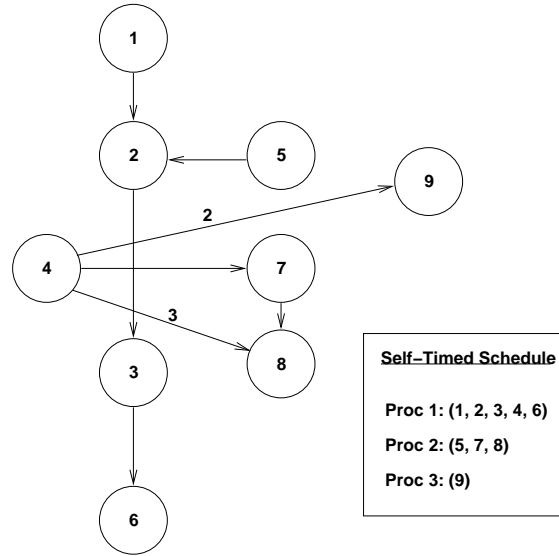 1
2
5
9
2
4
7
3
8
3
6
Self-Timed Schedule
Proc 1: (1, 2, 3, 4, 6)
Proc 2: (5, 7, 8)
Proc 3: (9)